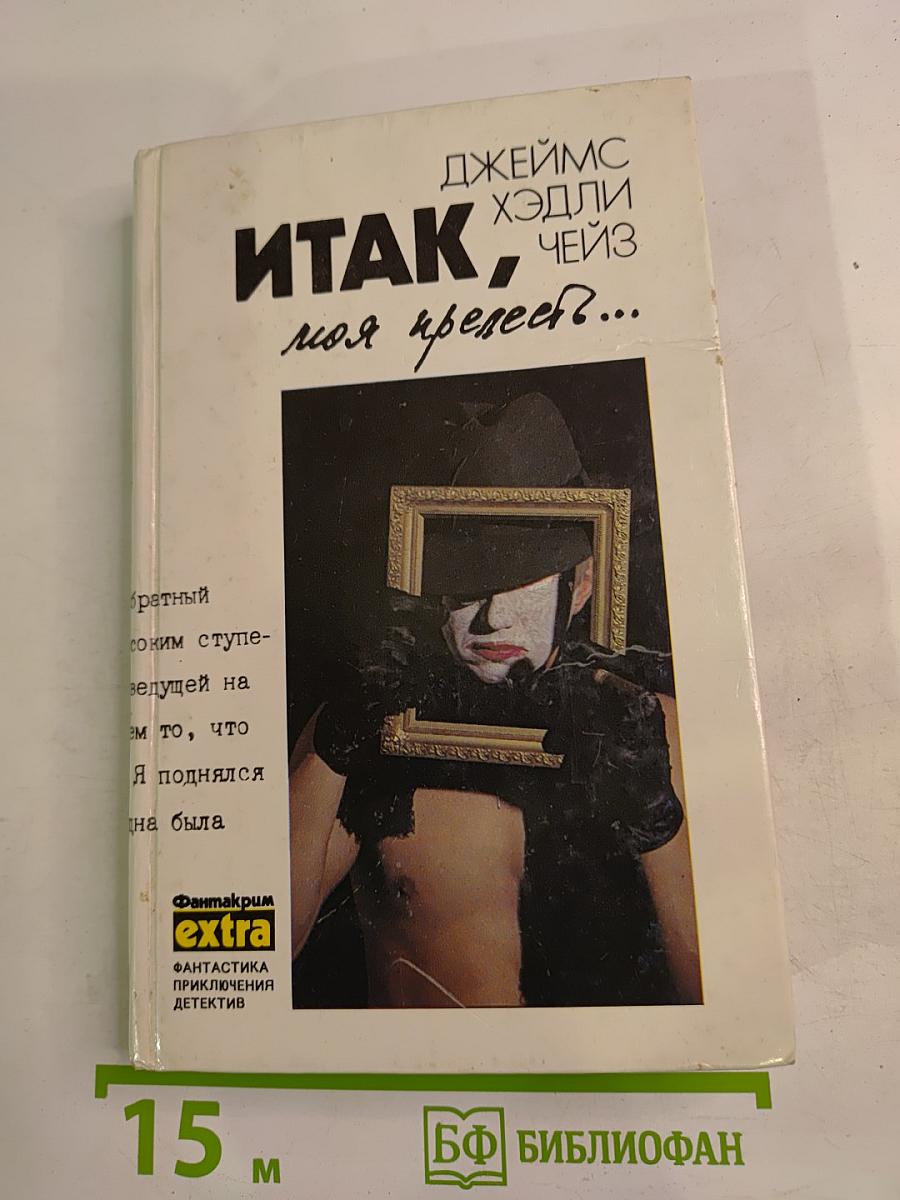 ДЖЕЙМС
ХЭДЛИ
ЧЕЙЗ
ИТАК,
моя прелесть...
братный
соким ступе-
ведущей на
ем то, что
Я поднялся
дна была
Фантакрим
extra
ФАНТАСТИКА
ПРИКЛЮЧЕНИЯ
ДЕТЕКТИВ
15 м
БФ БИБЛИОФАН